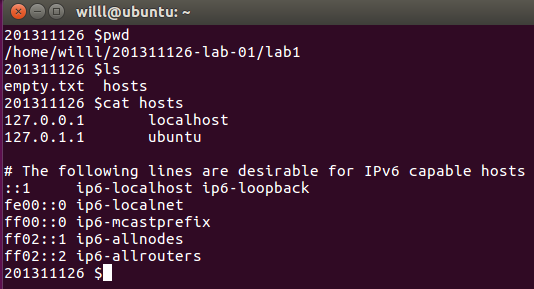 willl@ubuntu: ~
201311126 $pwd
/home/willl/201311126-lab-01/lab1
201311126 $ls
empty.txt  hosts
201311126 $cat hosts
127.0.0.1       localhost
127.0.1.1       ubuntu
# The following lines are desirable for IPv6 capable hosts
::1     ip6-localhost ip6-loopback
fe00::0 ip6-localnet
ff00::0 ip6-mcastprefix
ff02::1 ip6-allnodes
ff02::2 ip6-allrouters
201311126 $